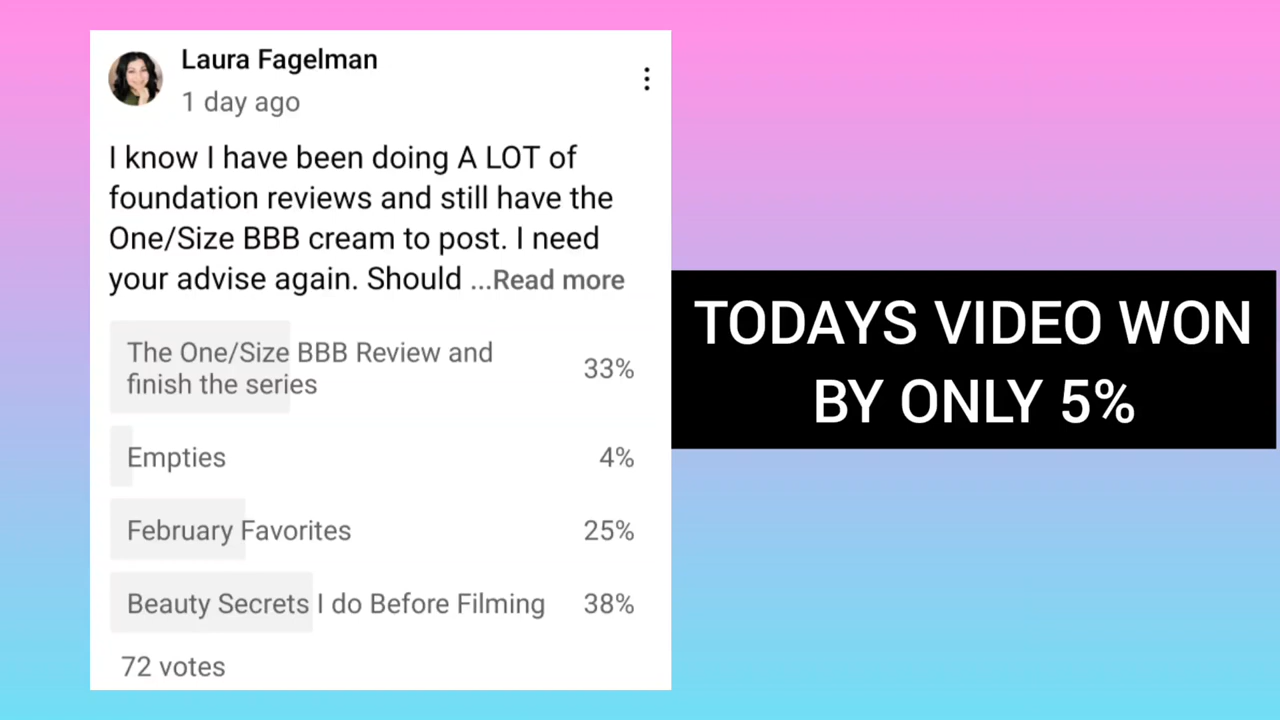 Laura Fagelman
1 day ago
I know I have been doing A LOT of
foundation reviews and still have the
One/Size BBB cream to post. I need
your advise again. Should ...Read more
The One/Size BBB Review and
finish the series
33%
Empties 4%
February Favorites 25%
Beauty Secrets I do Before Filming 38%
72 votes
TODAYS VIDEO WON
BY ONLY 5%